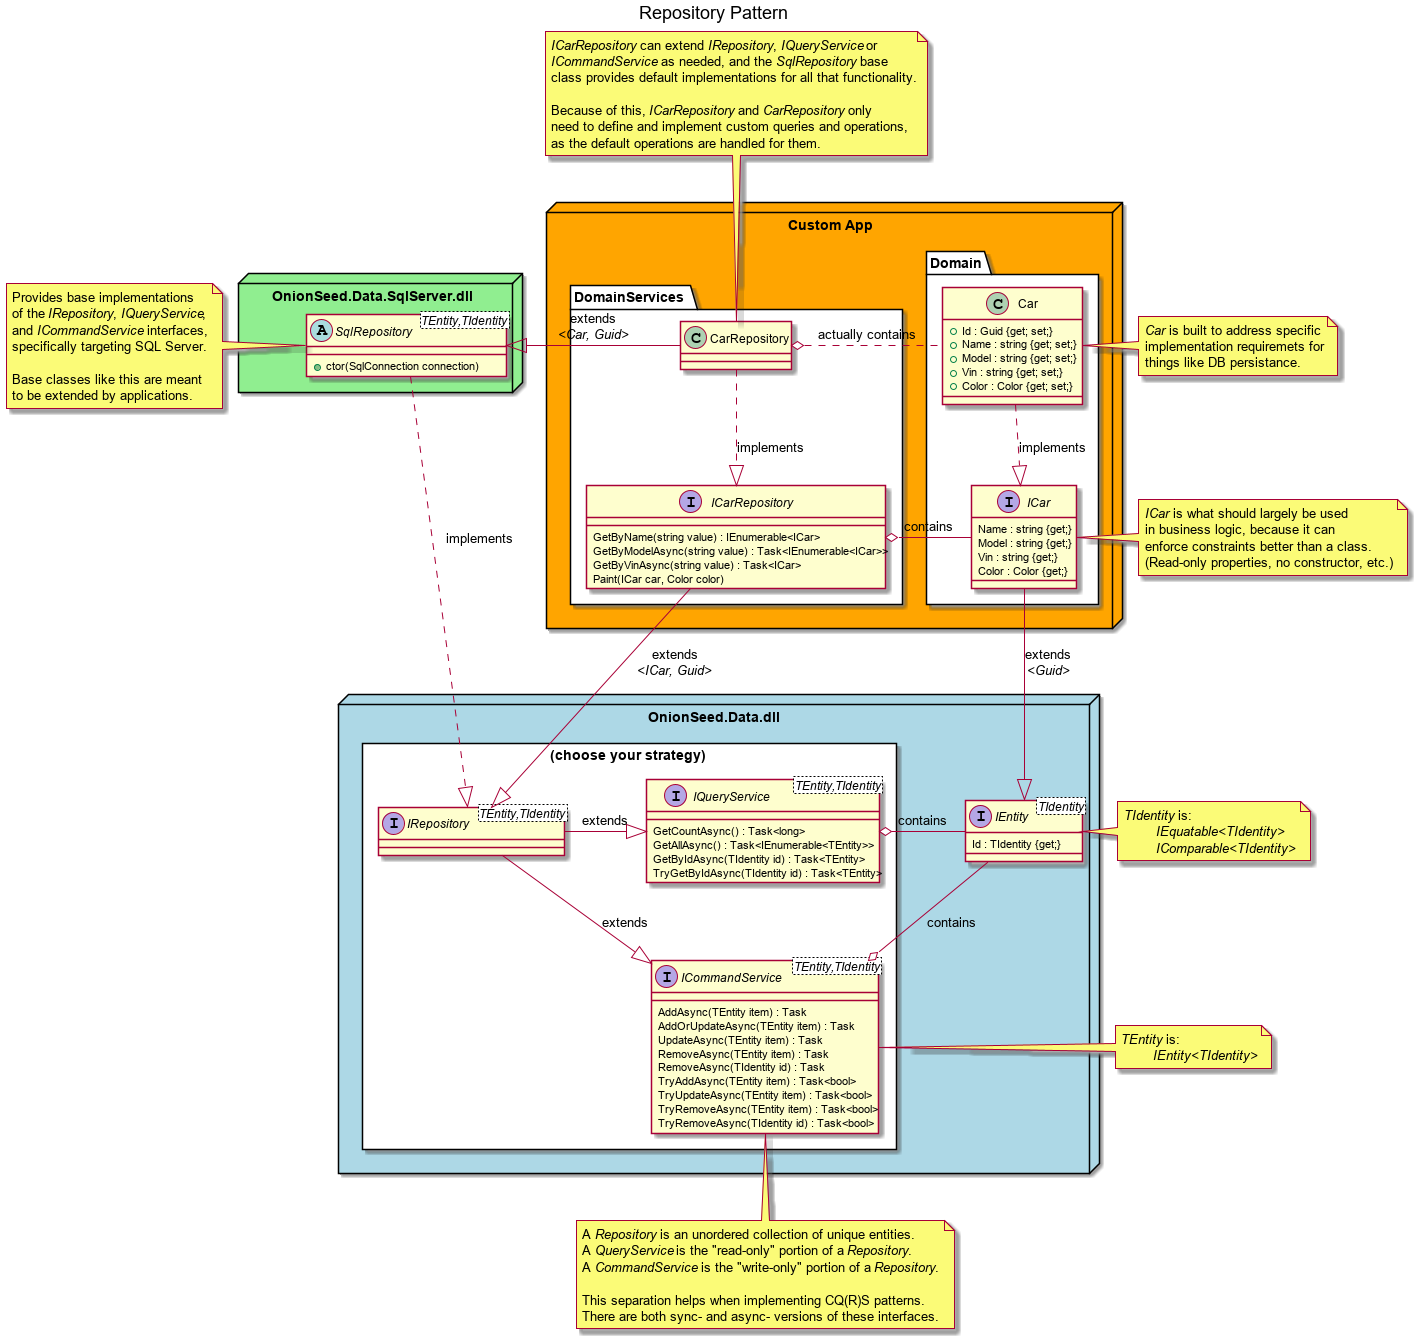 Repository Pattern
ICarRepository can extend IRepository, IQueryService or
ICommandService as needed, and the SqlRepository base
class provides default implementations for all that functionality.
Because of this, ICarRepository and CarRepository only
need to define and implement custom queries and operations,
as the default operations are handled for them.
Custom App
Domain
DomainServices
OnionSeed.Data.SqlServer.dll
Provides base implementations
of the IRepository, IQueryService,
and ICommandService interfaces,
specifically targeting SQL Server.
Base classes like this are meant
to be extended by applications.
A
SqlRepository
TEntity,TIdentity
ctor(SqlConnection connection)
extends
<Car, Guid>
C
CarRepository
actually contains
C
Car
Id : Guid {get; set;}
Name : string {get; set;}
Model : string {get; set;}
Vin : string {get; set;}
Color : Color {get; set;}
Car is built to address specific
implementation requiremets for
things like DB persistance.
implements
implements
I
ICarRepository
GetByName(string value) : IEnumerable<ICar>
GetByModelAsync(string value) : Task<IEnumerable<ICar>>
GetByVinAsync(string value) : Task<ICar>
Paint(ICar car, Color color)
contains
I
ICar
Name : string {get;}
Model : string {get;}
Vin : string {get;}
Color : Color {get;}
ICar is what should largely be used
in business logic, because it can
enforce constraints better than a class.
(Read-only properties, no constructor, etc.)
implements
extends
<ICar, Guid>
extends
<Guid>
OnionSeed.Data.dll
(choose your strategy)
I
IRepository
TEntity,TIdentity
extends
I
IQueryService
TEntity,TIdentity
GetCountAsync() : Task<long>
GetAllAsync() : Task<IEnumerable<TEntity>>
GetByIdAsync(TIdentity id) : Task<TEntity>
TryGetByIdAsync(TIdentity id) : Task<TEntity>
contains
I
IEntity
TIdentity
Id : TIdentity {get;}
TIdentity is:
IEquatable<TIdentity>
IComparable<TIdentity>
extends
contains
I
ICommandService
TEntity,TIdentity
AddAsync(TEntity item) : Task
AddOrUpdateAsync(TEntity item) : Task
UpdateAsync(TEntity item) : Task
RemoveAsync(TEntity item) : Task
RemoveAsync(TIdentity id) : Task
TryAddAsync(TEntity item) : Task<bool>
TryUpdateAsync(TEntity item) : Task<bool>
TryRemoveAsync(TEntity item) : Task<bool>
TryRemoveAsync(TIdentity id) : Task<bool>
TEntity is:
IEntity<TIdentity>
A Repository is an unordered collection of unique entities.
A QueryService is the "read-only" portion of a Repository.
A CommandService is the "write-only" portion of a Repository.
This separation helps when implementing CQ(R)S patterns.
There are both sync- and async- versions of these interfaces.